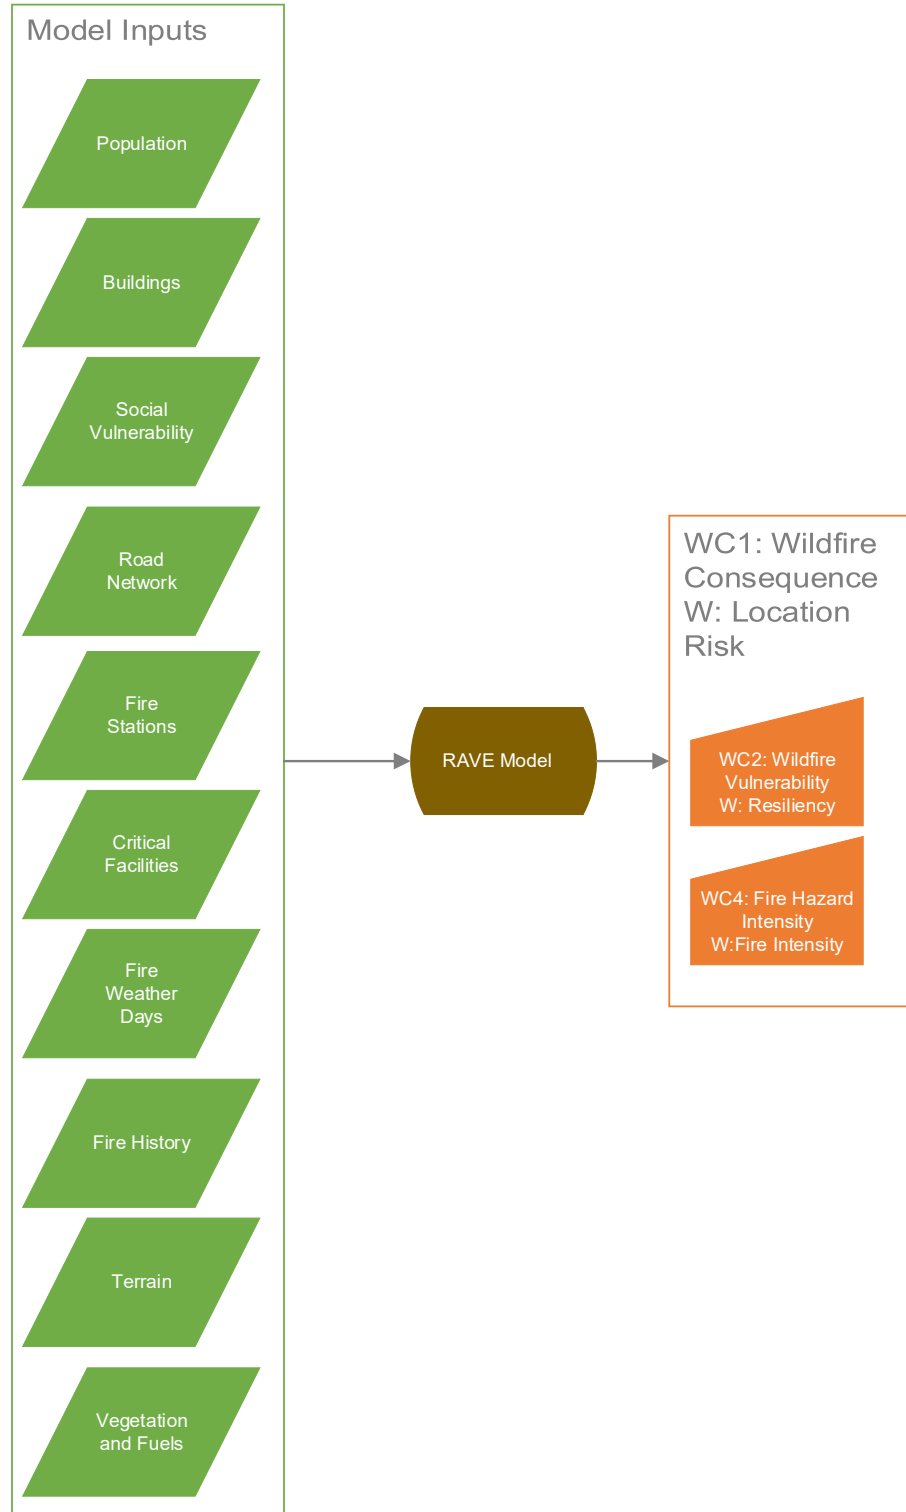 Model Inputs
Population
Buildings
Social
Vulnerability
Road
Network
Fire
Stations
Critical
Facilities
Fire
Weather
Days
Fire History
Terrain
Vegetation
and Fuels
RAVE Model
WC1: Wildfire
Consequence
W: Location
Risk
WC2: Wildfire
Vulnerability
W: Resiliency
WC4: Fire Hazard
Intensity
W:Fire Intensity